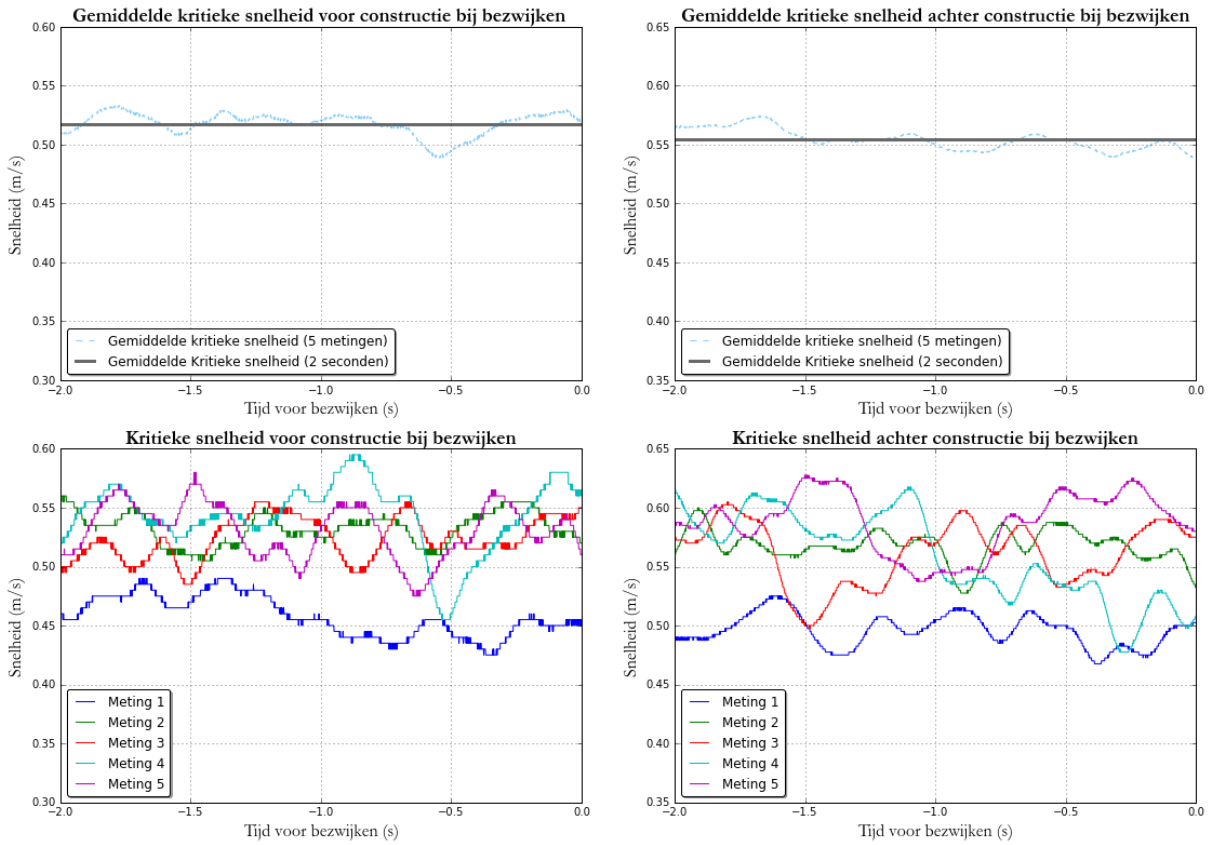 Gemiddelde kritieke snelheid voor constructie bij bezwijken
0.60
0.55
0.50
0.45
0.40
0.35
0.30
Snelheid (m/s)
Gemiddelde kritieke snelheid (5 metingen)
Gemiddelde Kritieke snelheid (2 seconden)
−2.0 −1.5 −1.0 −0.5 0.0
Tijd voor bezwijken (s)
Gemiddelde kritieke snelheid achter constructie bij bezwijken
0.65
0.60
0.55
0.50
0.45
0.40
0.35
Snelheid (m/s)
Gemiddelde kritieke snelheid (5 metingen)
Gemiddelde Kritieke snelheid (2 seconden)
−2.0 −1.5 −1.0 −0.5 0.0
Tijd voor bezwijken (s)
Kritieke snelheid voor constructie bij bezwijken
0.60
0.55
0.50
0.45
0.40
0.35
0.30
Snelheid (m/s)
Meting 1
Meting 2
Meting 3
Meting 4
Meting 5
−2.0 −1.5 −1.0 −0.5 0.0
Tijd voor bezwijken (s)
Kritieke snelheid achter constructie bij bezwijken
0.65
0.60
0.55
0.50
0.45
0.40
0.35
Snelheid (m/s)
Meting 1
Meting 2
Meting 3
Meting 4
Meting 5
−2.0 −1.5 −1.0 −0.5 0.0
Tijd voor bezwijken (s)